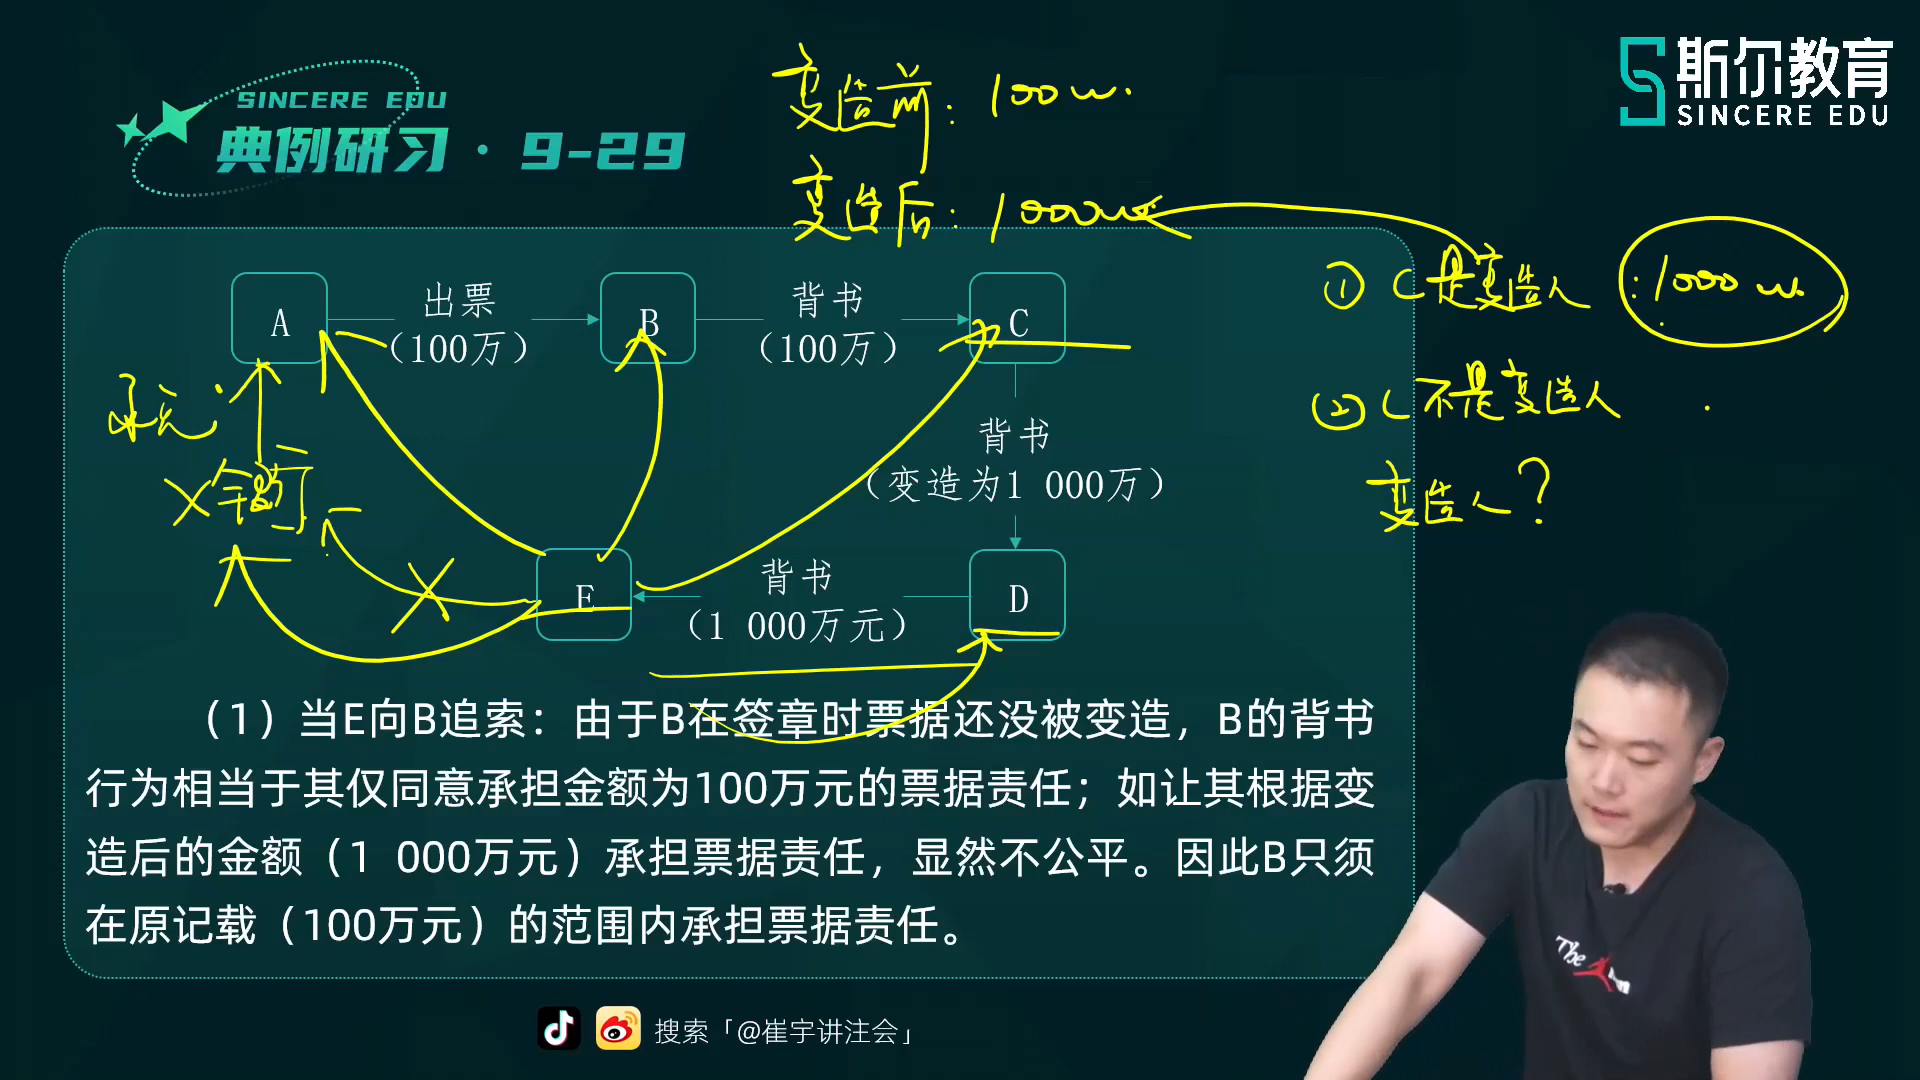 SINCERE EDU
典例研习·9-29
斯尔教育
SINCERE EDU
变造前:100w.
变造后:1000w
① C是变造人 :1000w.
② C不是变造人
变造人?
A
出票
(100万)
B
背书
(100万)
C
背书
(变造为1 000万)
D
背书
(1 000万元)
E
承兑
全额
(1)当E向B追索:由于B在签章时票据还没被变造,B的背书
行为相当于其仅同意承担金额为100万元的票据责任;如让其根据变
造后的金额(1 000万元)承担票据责任,显然不公平。因此B只须
在原记载(100万元)的范围内承担票据责任。
搜索「@崔宇讲注会」
The